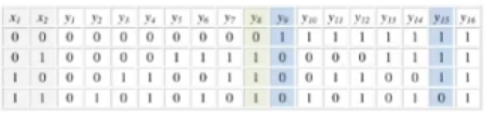 x₁ x₂ y₁ y₂ y₃ y₄ y₅ y₆ y₇ y₈ y₉ y₁₀ y₁₁ y₁₂ y₁₃ y₁₄ y₁₅ y₁₆
0 0 0 0 0 0 0 0 0 0 1 1 1 1 1 1 1 1
0 1 0 0 0 0 1 1 1 1 0 0 0 0 1 1 1 1
1 0 0 0 1 1 0 0 1 1 0 0 1 1 0 0 1 1
1 1 0 1 0 1 0 1 0 1 0 1 0 1 0 1 0 1